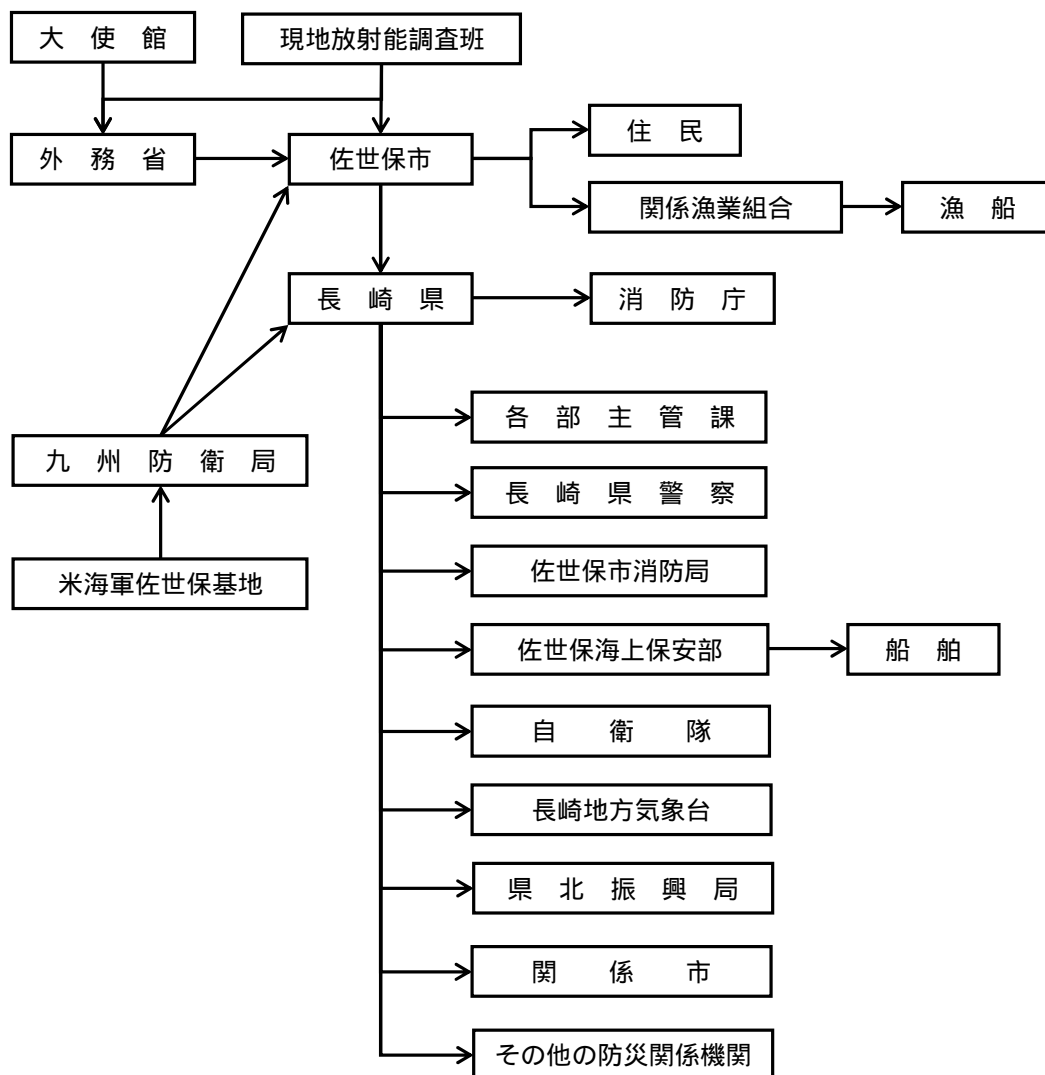 大　使　館
現地放射能調査班
外　務　省
佐世保市
住　民
関係漁業組合
漁　船
長　崎　県
消　防　庁
各　部　主　管　課
九　州　防　衛　局
長　崎　県　警　察
米海軍佐世保基地
佐世保市消防局
佐世保海上保安部
船　舶
自　衛　隊
長崎地方気象台
県　北　振　興　局
関　係　市
その他の防災関係機関